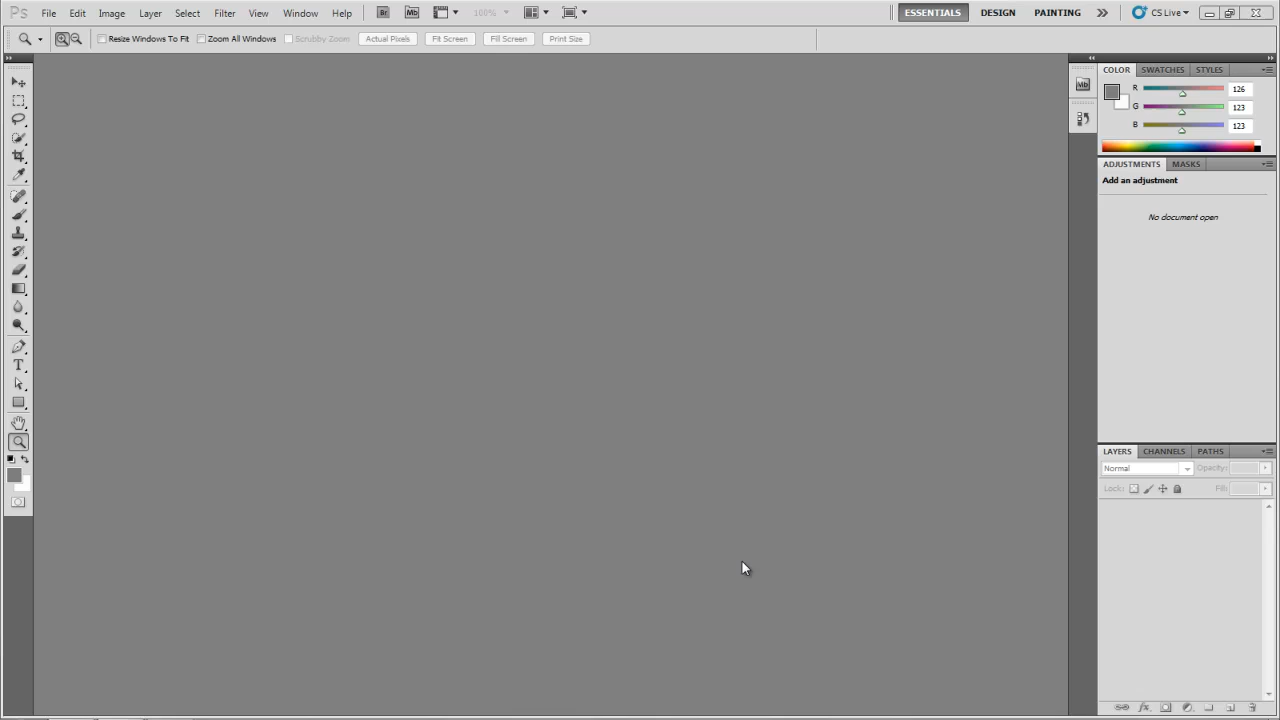 Ps File Edit Image Layer Select Filter View Window Help Br Mb 100% ESSENTIALS DESIGN PAINTING CS Live
Resize Windows To Fit Zoom All Windows Scrubby Zoom Actual Pixels Fit Screen Fill Screen Print Size
COLOR SWATCHES STYLES
Mb
R 126
G 123
B 123
ADJUSTMENTS MASKS
Add an adjustment
No document open
T
LAYERS CHANNELS PATHS
Normal Opacity:
Lock: Fill:
fx